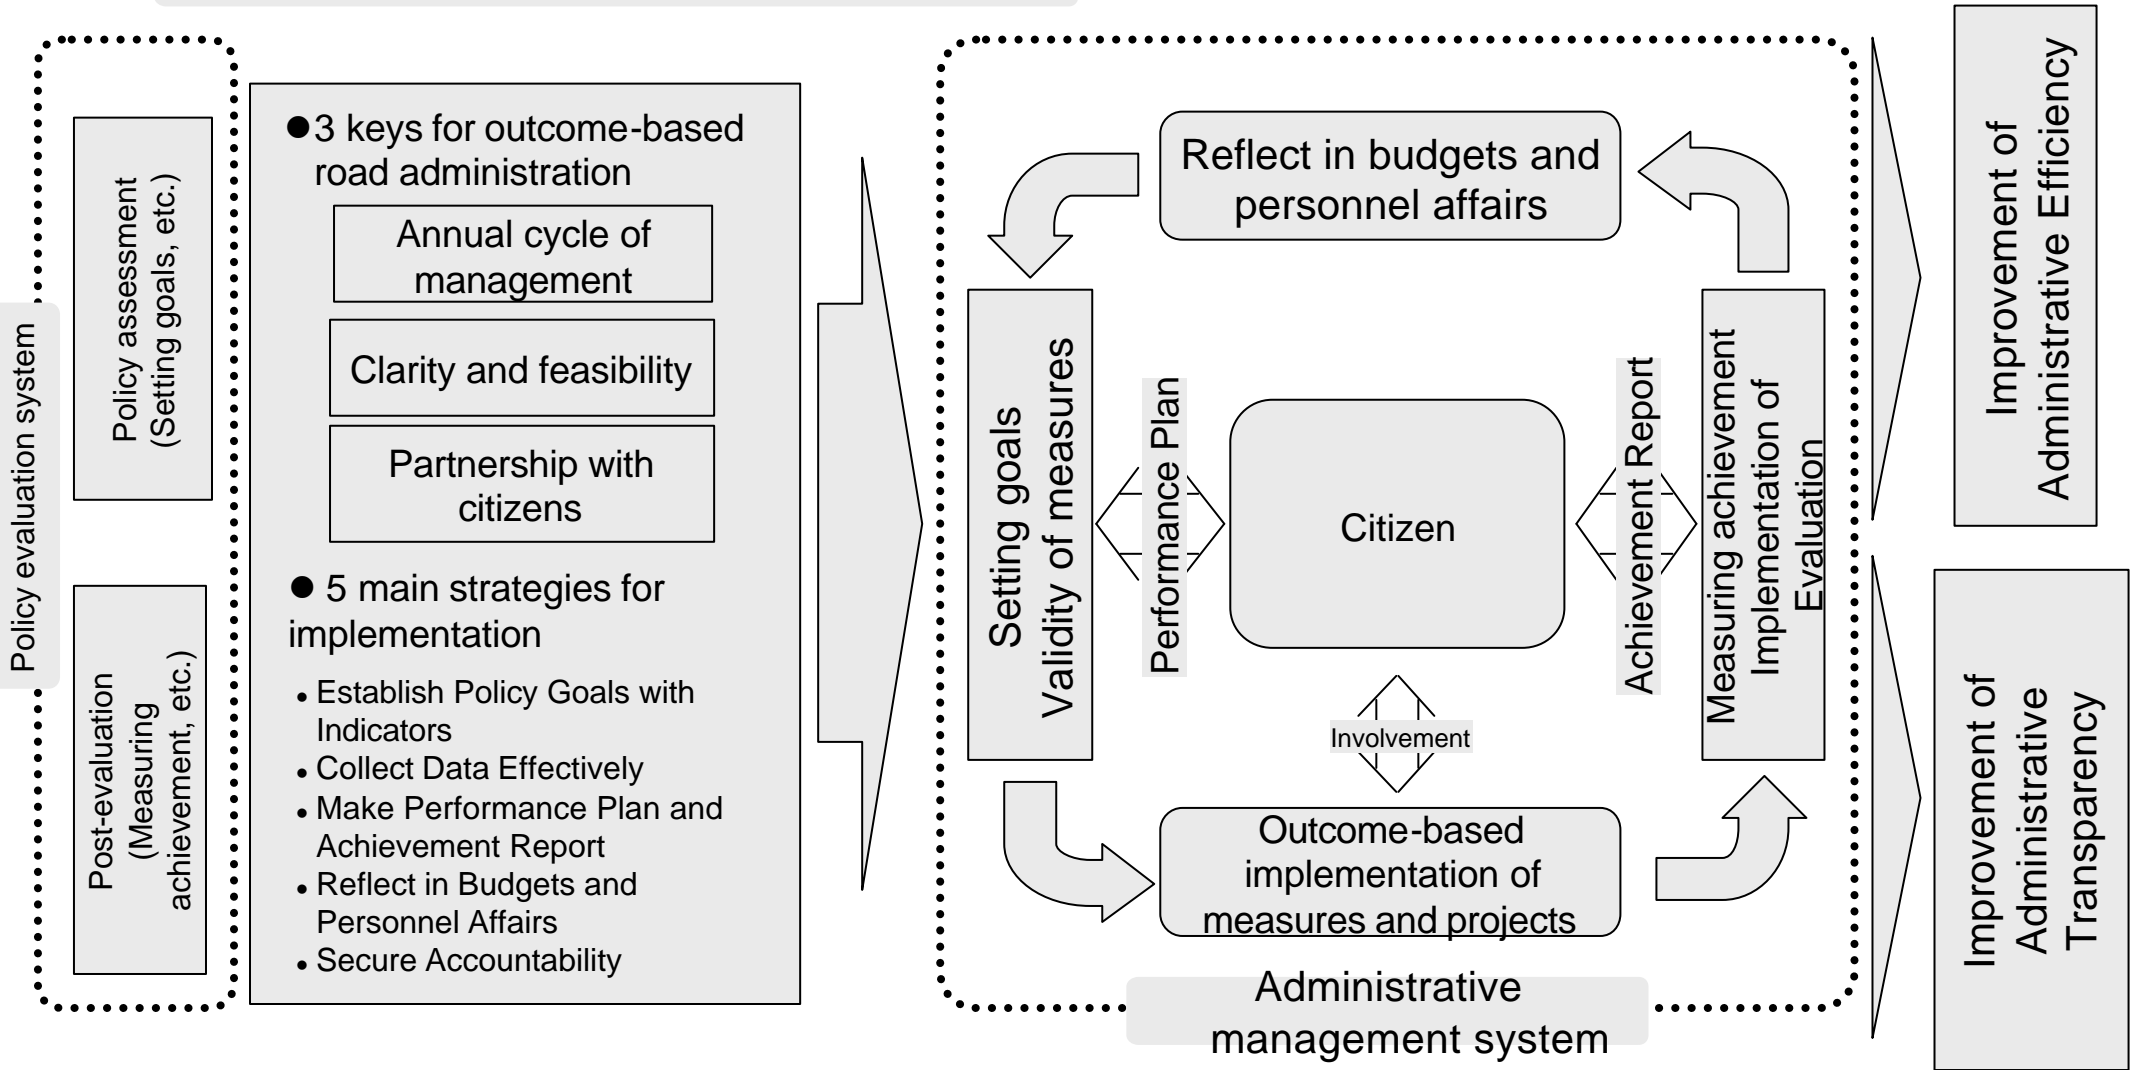 Policy evaluation system
Policy assessment
(Setting goals, etc.)
Post-evaluation
(Measuring
achievement, etc.)
●3 keys for outcome-based
road administration
Annual cycle of
management
Clarity and feasibility
Partnership with
citizens
● 5 main strategies for
implementation
• Establish Policy Goals with
Indicators
• Collect Data Effectively
• Make Performance Plan and
Achievement Report
• Reflect in Budgets and
Personnel Affairs
• Secure Accountability
Reflect in budgets and
personnel affairs
Setting goals
Validity of measures
Performance Plan
Citizen
Achievement Report
Measuring achievement
Implementation of
Evaluation
Involvement
Outcome-based
implementation of
measures and projects
Administrative
management system
Improvement of
Administrative Efficiency
Improvement of
Administrative
Transparency